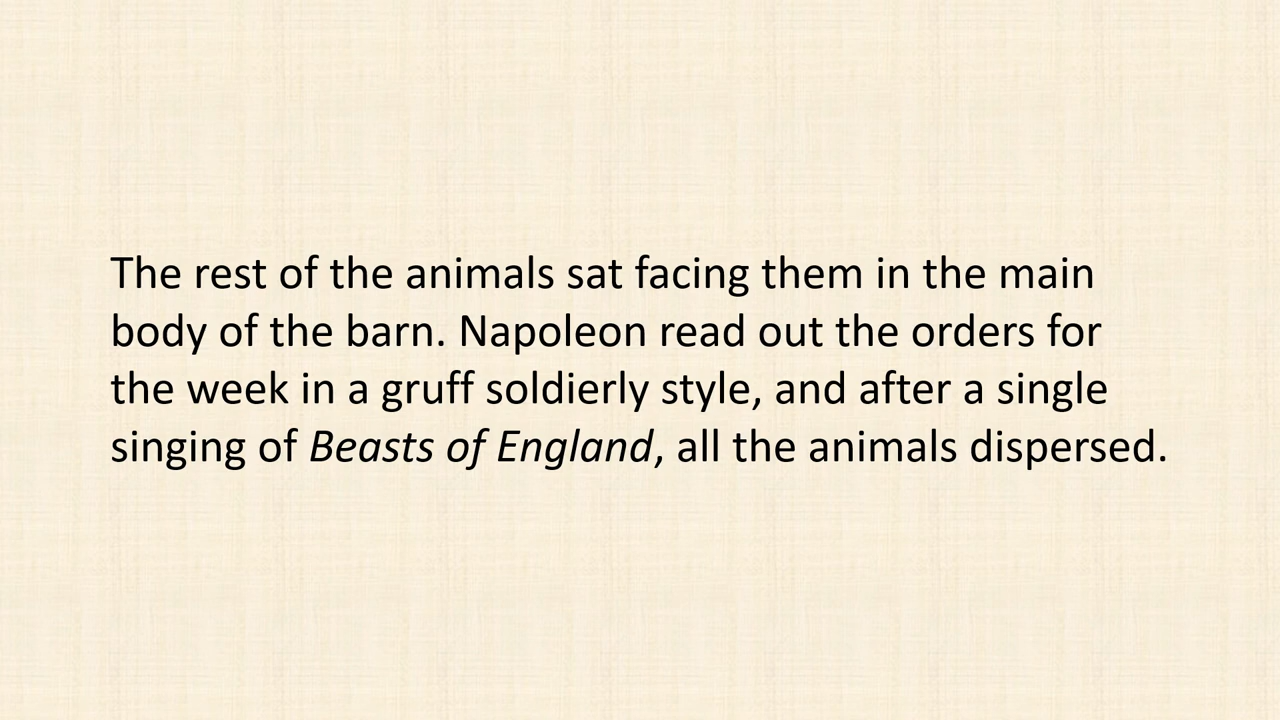 The rest of the animals sat facing them in the main
body of the barn. Napoleon read out the orders for
the week in a gruff soldierly style, and after a single
singing of Beasts of England, all the animals dispersed.